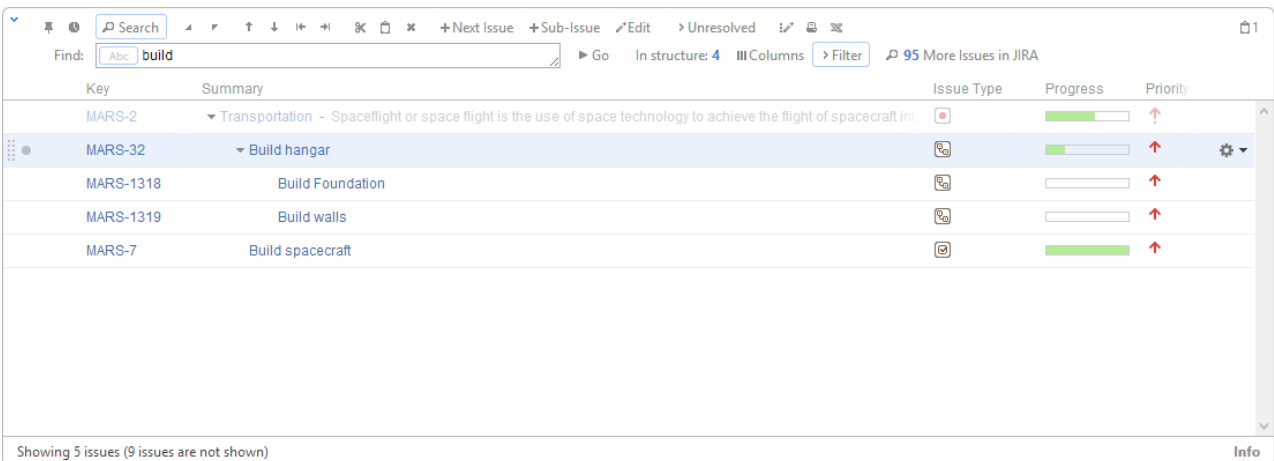 Search +Next Issue +Sub-Issue Edit Unresolved 1
Find: Abc build Go In structure: 4 Columns Filter 95 More Issues in JIRA
Key Summary Issue Type Progress Priority
MARS-2 Transportation - Spaceflight or space flight is the use of space technology to achieve the flight of spacecraft int
MARS-32 Build hangar
MARS-1318 Build Foundation
MARS-1319 Build walls
MARS-7 Build spacecraft
Showing 5 issues (9 issues are not shown) Info